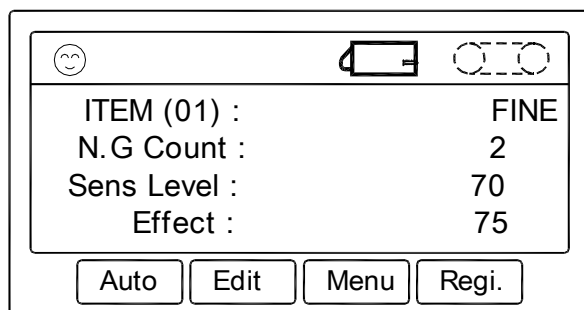 ITEM (01) : FINE
N.G Count : 2
Sens Level : 70
Effect : 75
Auto Edit Menu Regi.